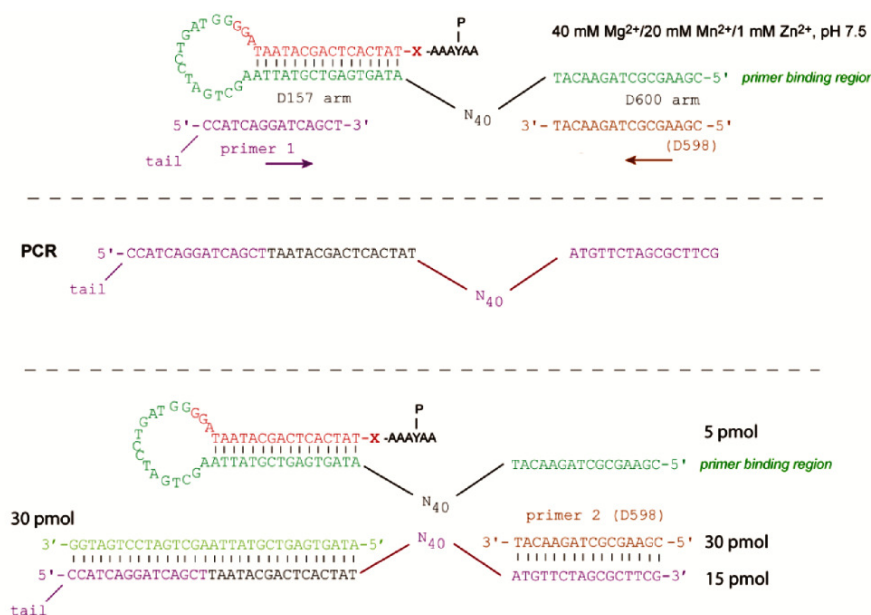 P
GCTGATCCTGATGGGGATAATACGACTCACTAT-X-AAAYAA
40 mM Mg²⁺/20 mM Mn²⁺/1 mM Zn²⁺, pH 7.5
AATTATGCTGAGTGATA
TACAAGATCGCGAAGC-5' primer binding region
D157 arm
D600 arm
N₄₀
5'-CCATCAGGATCAGCT-3'
3'-TACAAGATCGCGAAGC-5'
tail
primer 1
(D598)
PCR
5'-CCATCAGGATCAGCTTAATACGACTCACTAT
ATGTTCTAGCGCTTCG
tail
N₄₀
P
GCTGATCCTGATGGGGATAATACGACTCACTAT-X-AAAYAA
5 pmol
AATTATGCTGAGTGATA
TACAAGATCGCGAAGC-5' primer binding region
N₄₀
30 pmol
N₄₀
primer 2 (D598)
3'-GGTAGTCCTAGTCGAATTATGCTGAGTGATA-5'
3'-TACAAGATCGCGAAGC-5' 30 pmol
5'-CCATCAGGATCAGCTTAATACGACTCACTAT
ATGTTCTAGCGCTTCG-3' 15 pmol
tail